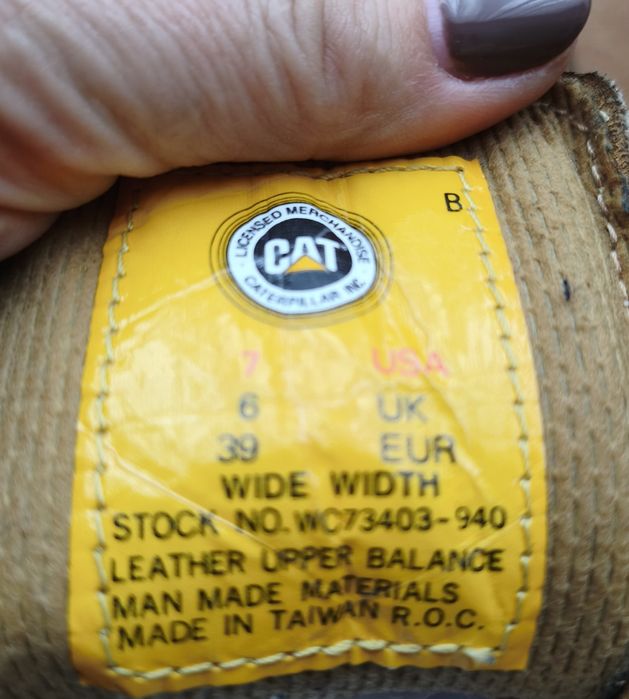 B
LICENSED MERCHANDISE
CAT
CATERPILLAR INC.
7 USA
6 UK
39 EUR
WIDE WIDTH
STOCK NO. WC73403-940
LEATHER UPPER BALANCE
MAN MADE MATERIALS
MADE IN TAIWAN R.O.C.